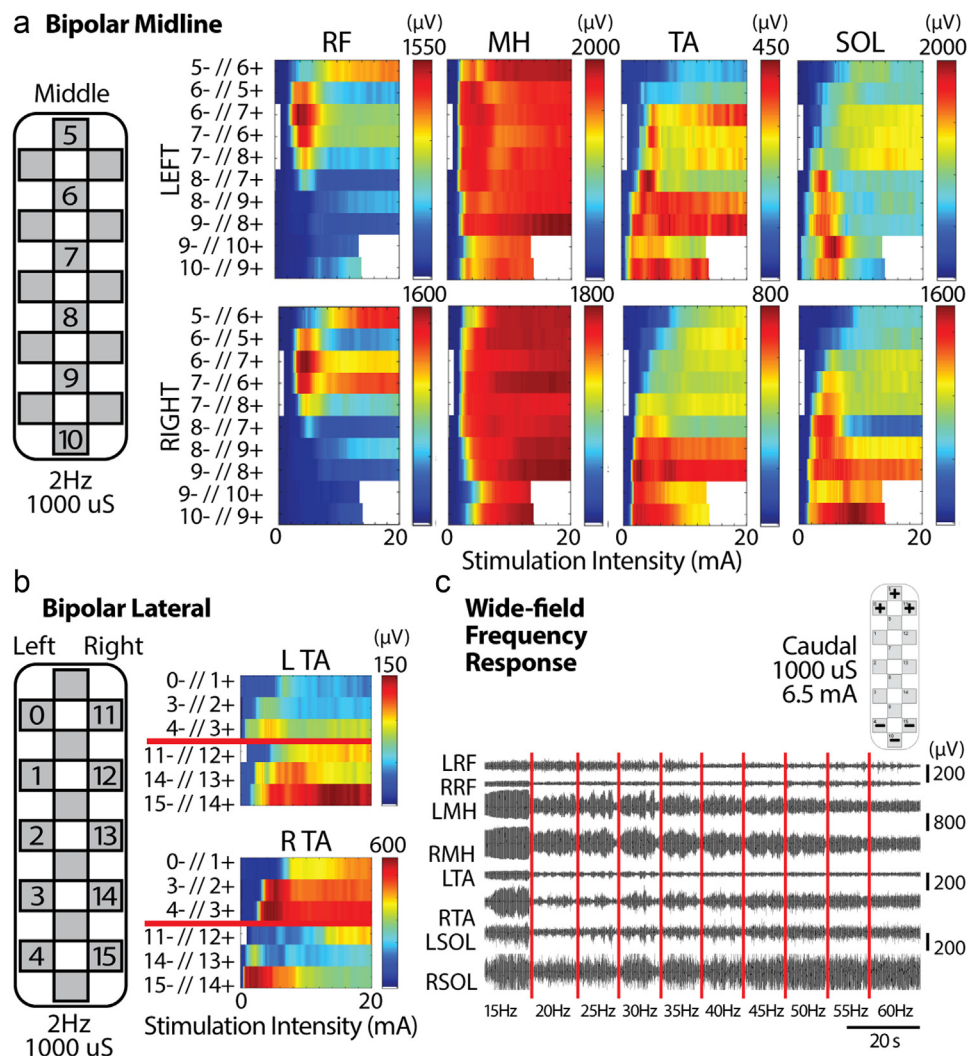 a Bipolar Midline
Middle
5
6
7
8
9
10
2Hz
1000 uS
RF MH TA SOL
(µV) (µV) (µV) (µV)
1550 2000 450 2000
LEFT
5- // 6+
6- // 5+
6- // 7+
7- // 6+
7- // 8+
8- // 7+
8- // 9+
9- // 8+
9- // 10+
10- // 9+
1600 1800 800 1600
RIGHT
5- // 6+
6- // 5+
6- // 7+
7- // 6+
7- // 8+
8- // 7+
8- // 9+
9- // 8+
9- // 10+
10- // 9+
0 20 0 20
Stimulation Intensity (mA)
b Bipolar Lateral
Left Right
0 11
1 12
2 13
3 14
4 15
2Hz
1000 uS
L TA
(µV)
150
0- // 1+
3- // 2+
4- // 3+
11- // 12+
14- // 13+
15- // 14+
R TA
600
0- // 1+
3- // 2+
4- // 3+
11- // 12+
14- // 13+
15- // 14+
0 20
Stimulation Intensity (mA)
c Wide-field
Frequency
Response
Caudal
1000 uS
6.5 mA
+
+ +
− −
−
(µV)
LRF
200
RRF
LMH
800
RMH
LTA
200
RTA
LSOL
200
RSOL
15Hz 20Hz 25Hz 30Hz 35Hz 40Hz 45Hz 50Hz 55Hz 60Hz
20 s